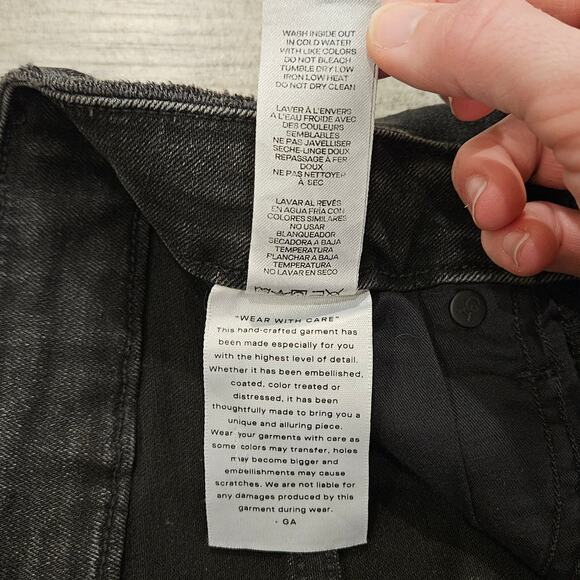 WASH INSIDE OUT
IN COLD WATER
WITH LIKE COLORS
DO NOT BLEACH
TUMBLE DRY LOW
IRON LOW HEAT
DO NOT DRY CLEAN
LAVER À L'ENVERS
A L'EAU FROIDE AVEC
DES COULEURS
SEMBLABLES
NE PAS JAVELLISER
SECHE-LINGE DOUX
REPASSAGE À FER
DOUX
NE PAS NETTOYER
À SEC
LAVAR AL REVÉS
EN AGUA FRÍA CON
COLORES SIMILARES
NO USAR
BLANQUEADOR
SECADORA A BAJA
TEMPERATURA
PLANCHAR A BAJA
TEMPERATURA
NO LAVAR EN SECO
"WEAR WITH CARE"
This hand-crafted garment has
been made especially for you
with the highest level of detail.
Whether it has been embellished,
coated, color treated or
distressed, it has been
thoughtfully made to bring you a
unique and alluring piece.
Wear your garments with care as
some colors may transfer, holes
may become bigger and
embellishments may cause
scratches. We are not liable for
any damages produced by this
garment during wear.
- GA